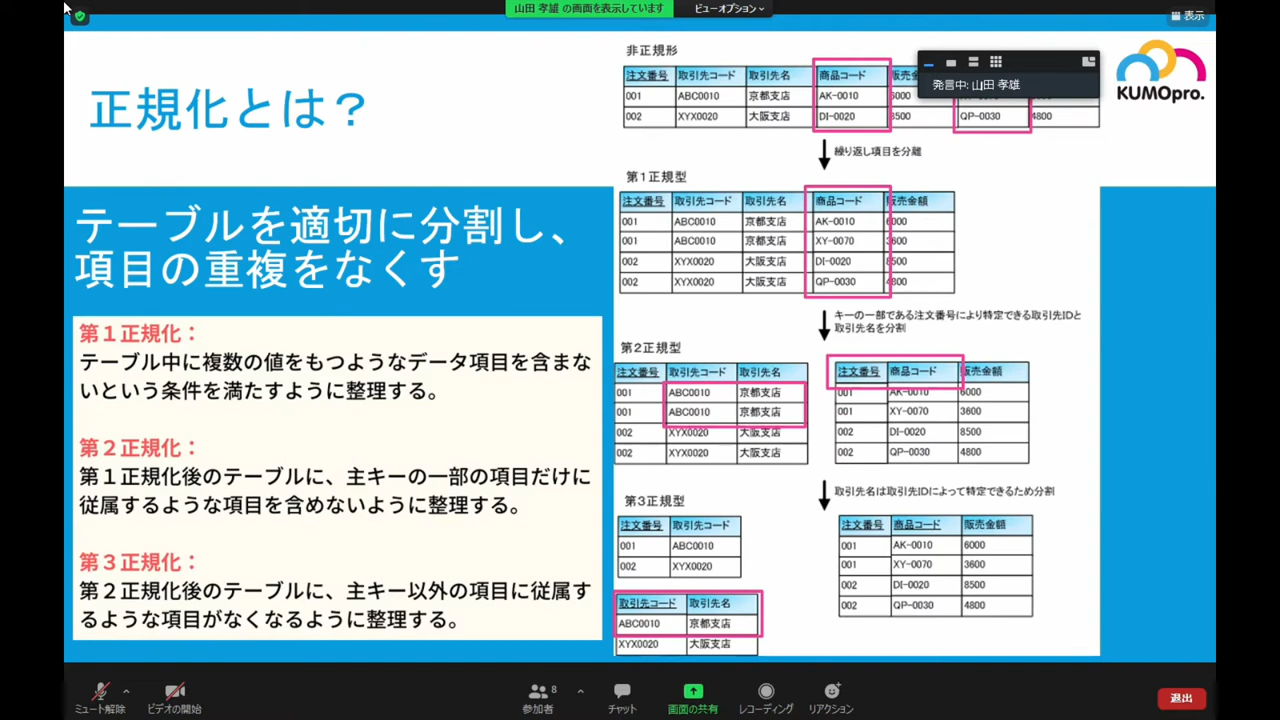 山田 孝雄 の画面を表示しています
ビューオプション
表示
正規化とは？
テーブルを適切に分割し、
項目の重複をなくす
第１正規化：
テーブル中に複数の値をもつようなデータ項目を含まな
いという条件を満たすように整理する。
第２正規化：
第１正規化後のテーブルに、主キーの一部の項目だけに
従属するような項目を含めないように整理する。
第３正規化：
第２正規化後のテーブルに、主キー以外の項目に従属す
るような項目がなくなるように整理する。
非正規形
注文番号 取引先コード 取引先名 商品コード 販売金
001 ABC0010 京都支店 AK-0010 6000
002 XYX0020 大阪支店 DI-0020 8500 QP-0030 4800
発言中: 山田 孝雄
KUMOpro.
繰り返し項目を分離
第１正規型
注文番号 取引先コード 取引先名 商品コード 販売金額
001 ABC0010 京都支店 AK-0010 6000
001 ABC0010 京都支店 XY-0070 3600
002 XYX0020 大阪支店 DI-0020 8500
002 XYX0020 大阪支店 QP-0030 4800
キーの一部である注文番号により特定できる取引先IDと
取引先名を分割
第２正規型
注文番号 取引先コード 取引先名
001 ABC0010 京都支店
001 ABC0010 京都支店
002 XYX0020 大阪支店
002 XYX0020 大阪支店
注文番号 商品コード 販売金額
001 AK-0010 6000
001 XY-0070 3600
002 DI-0020 8500
002 QP-0030 4800
取引先名は取引先IDによって特定できるため分割
第３正規型
注文番号 取引先コード
001 ABC0010
002 XYX0020
注文番号 商品コード 販売金額
001 AK-0010 6000
001 XY-0070 3600
002 DI-0020 8500
002 QP-0030 4800
取引先コード 取引先名
ABC0010 京都支店
XYX0020 大阪支店
ミュート解除
ビデオの開始
8
参加者
チャット
画面の共有
レコーディング
リアクション
退出